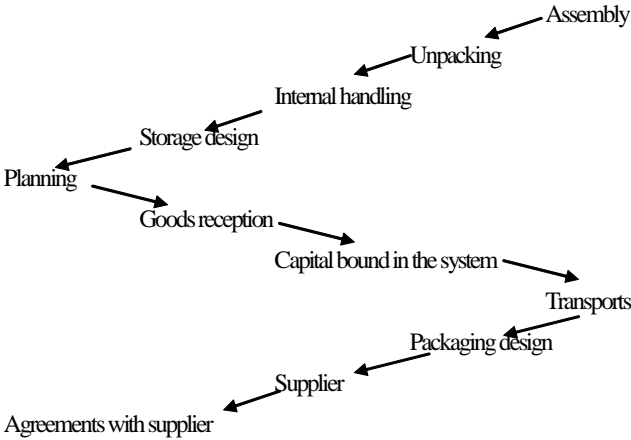 Assembly
Unpacking
Internal handling
Storage design
Planning
Goods reception
Capital bound in the system
Transports
Packaging design
Supplier
Agreements with supplier